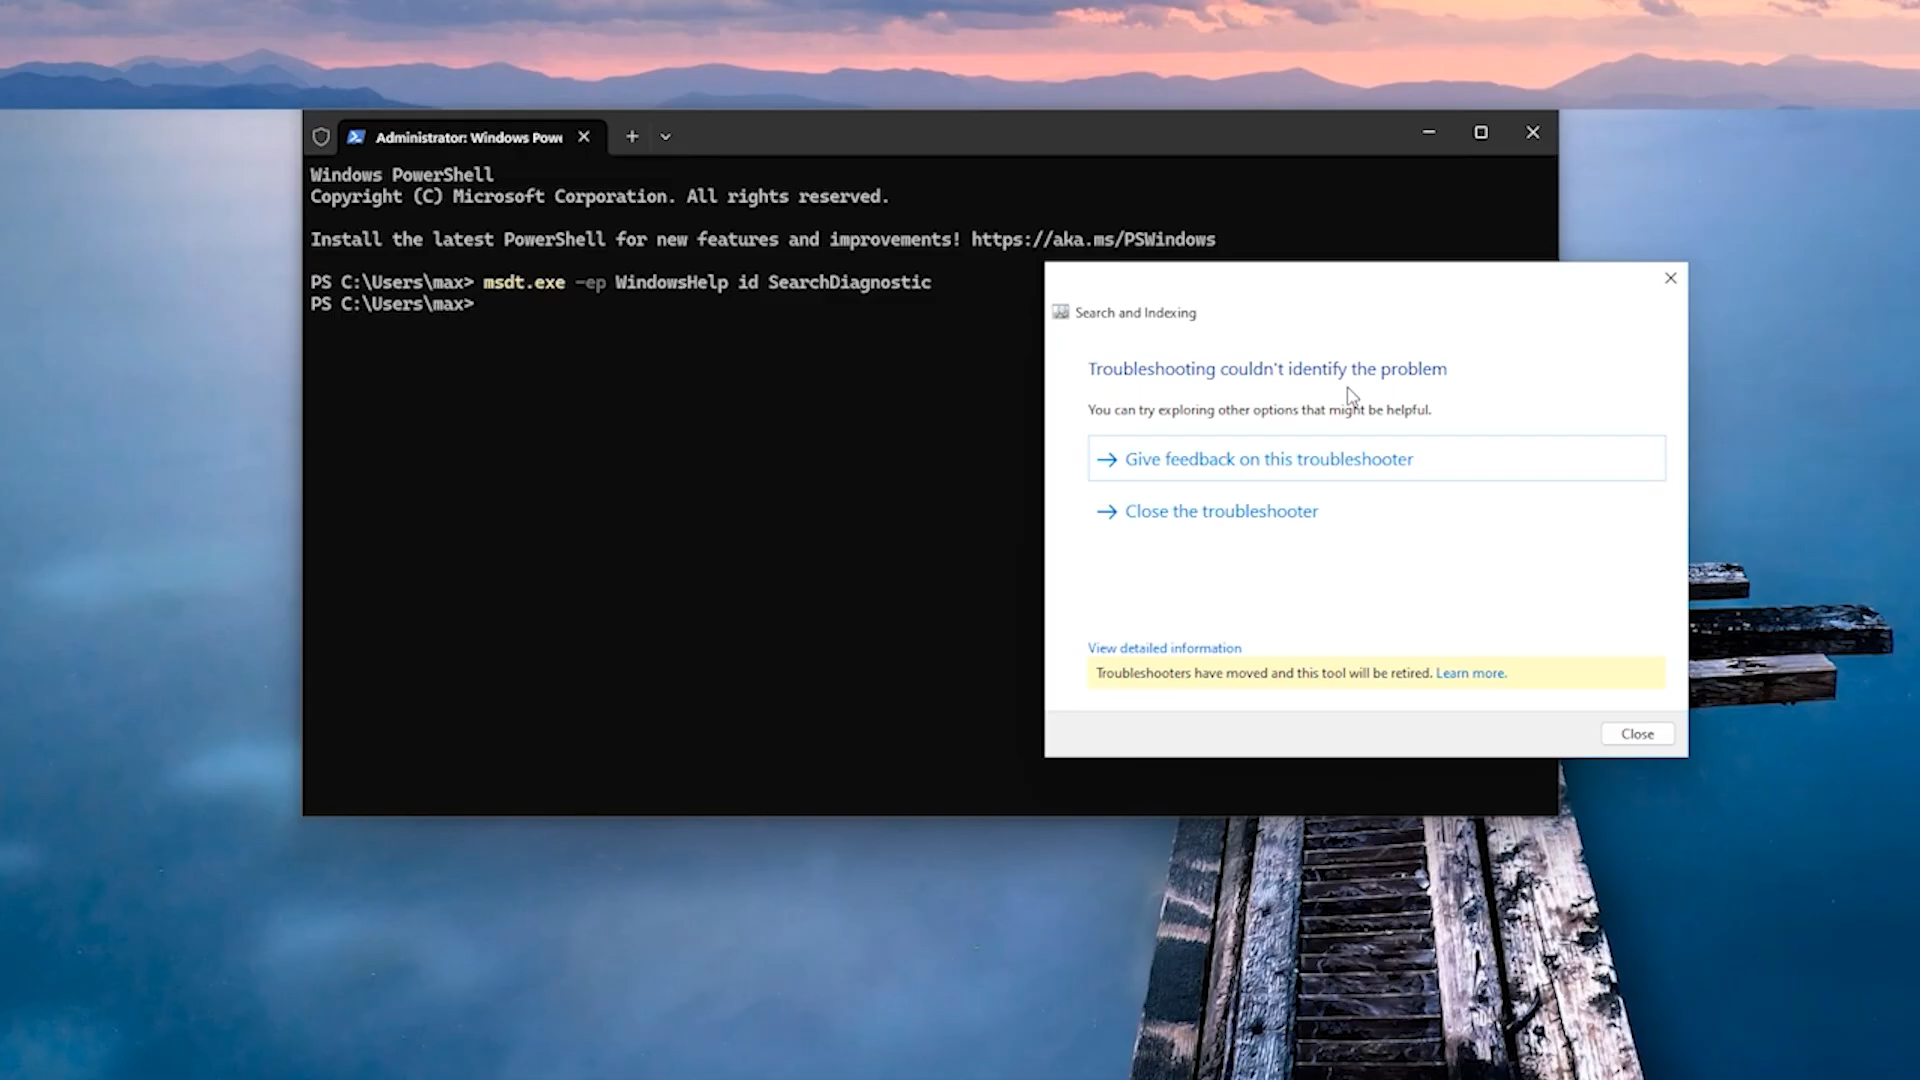 Administrator: Windows Powe
Windows PowerShell
Copyright (C) Microsoft Corporation. All rights reserved.
Install the latest PowerShell for new features and improvements! https://aka.ms/PSWindows
PS C:\Users\max> msdt.exe -ep WindowsHelp id SearchDiagnostic
PS C:\Users\max>
Search and Indexing
Troubleshooting couldn't identify the problem
You can try exploring other options that might be helpful.
Give feedback on this troubleshooter
Close the troubleshooter
View detailed information
Troubleshooters have moved and this tool will be retired. Learn more.
Close